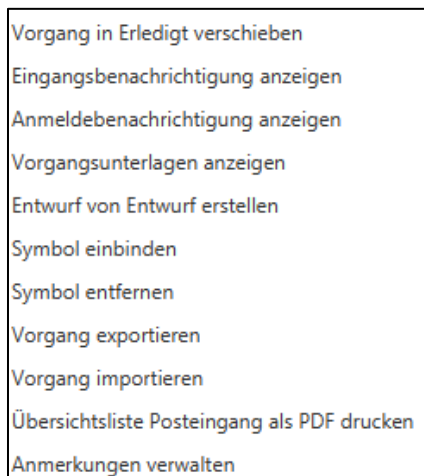 Vorgang in Erledigt verschieben
Eingangsbenachrichtigung anzeigen
Anmeldebenachrichtigung anzeigen
Vorgangsunterlagen anzeigen
Entwurf von Entwurf erstellen
Symbol einbinden
Symbol entfernen
Vorgang exportieren
Vorgang importieren
Übersichtsliste Posteingang als PDF drucken
Anmerkungen verwalten